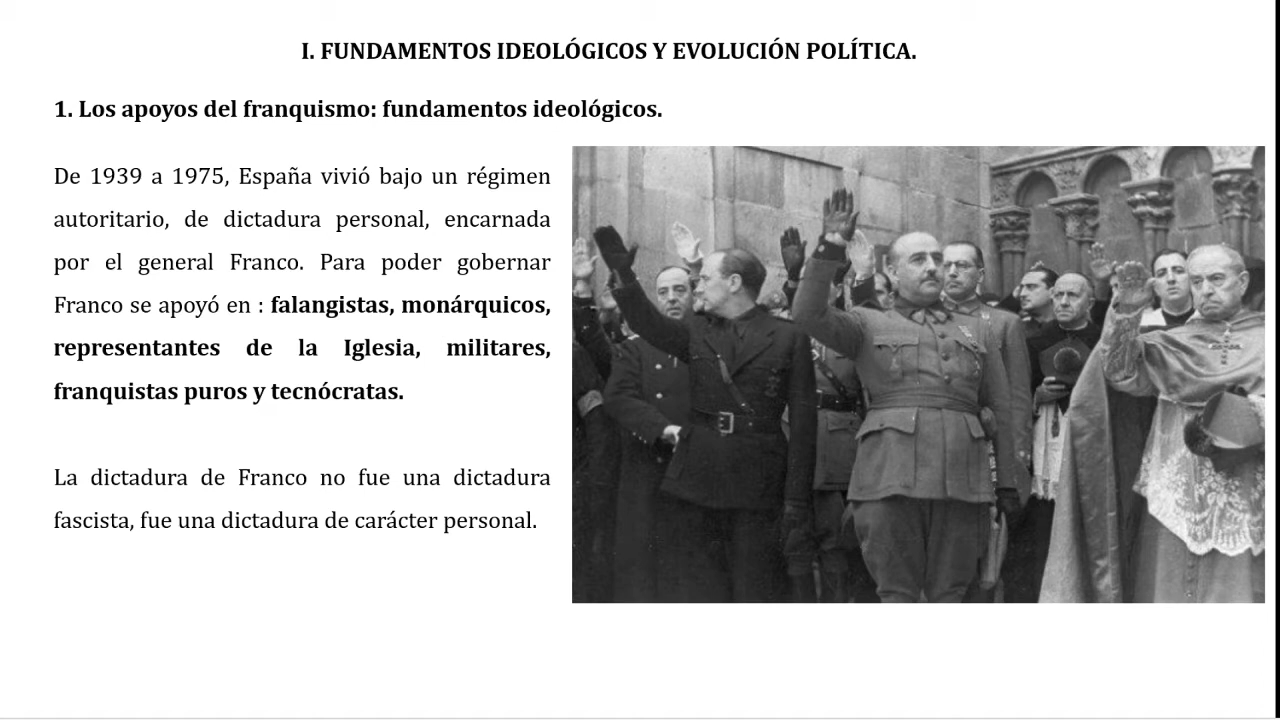 I. FUNDAMENTOS IDEOLÓGICOS Y EVOLUCIÓN POLÍTICA.
1. Los apoyos del franquismo: fundamentos ideológicos.
De 1939 a 1975, España vivió bajo un régimen
autoritario, de dictadura personal, encarnada
por el general Franco. Para poder gobernar
Franco se apoyó en : falangistas, monárquicos,
representantes de la Iglesia, militares,
franquistas puros y tecnócratas.
La dictadura de Franco no fue una dictadura
fascista, fue una dictadura de carácter personal.